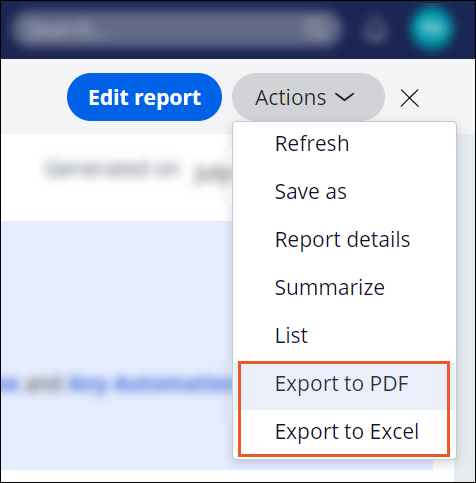 Search...
Edit report
Actions
Refresh
Generated on
Save as
Report details
Summarize
List
and Any Automation
Export to PDF
Export to Excel